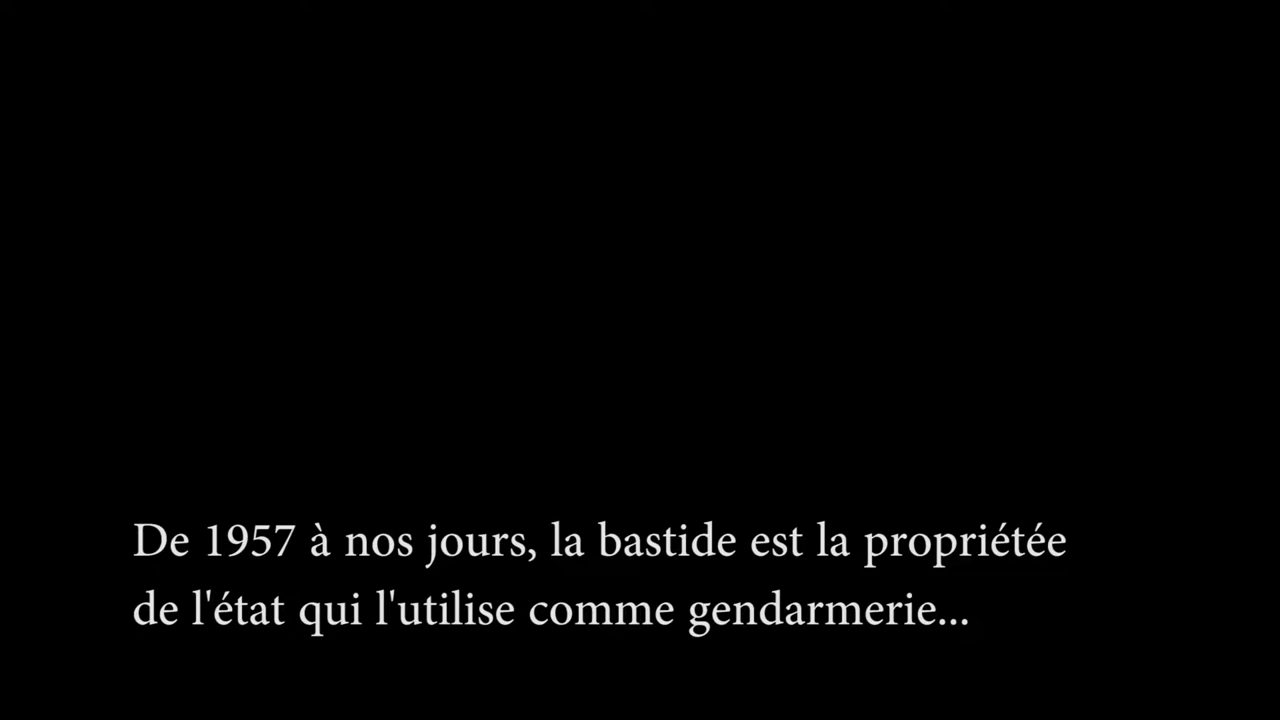 De 1957 à nos jours, la bastide est la propriétée
de l'état qui l'utilise comme gendarmerie...